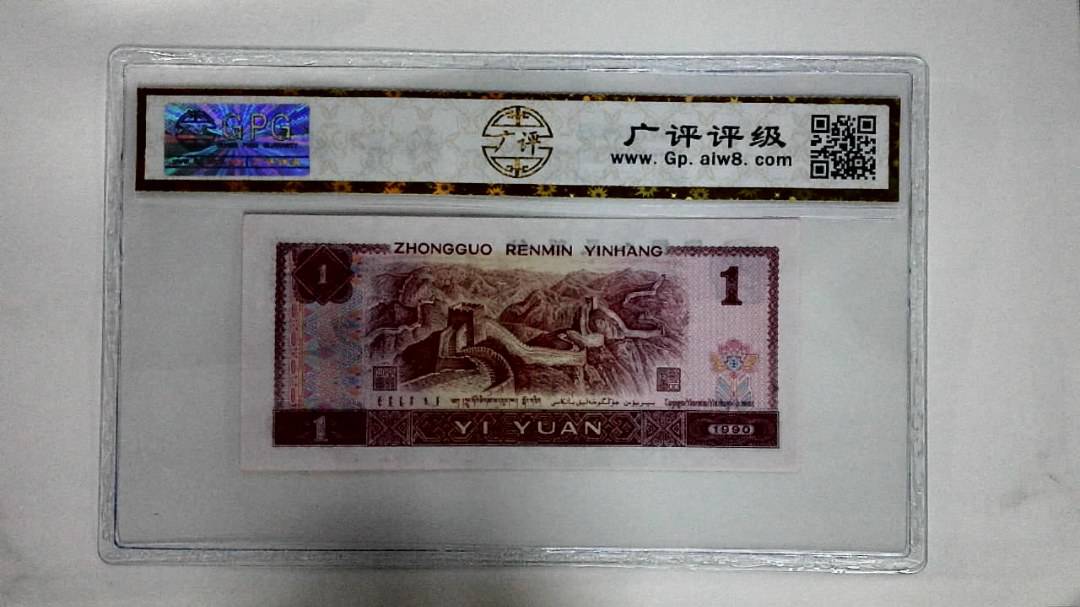 GPG
广评
广评评级
www. Gp. alw8. com
ZHONGGUO RENMIN YINHANG
1
1
1
YI YUAN
1990